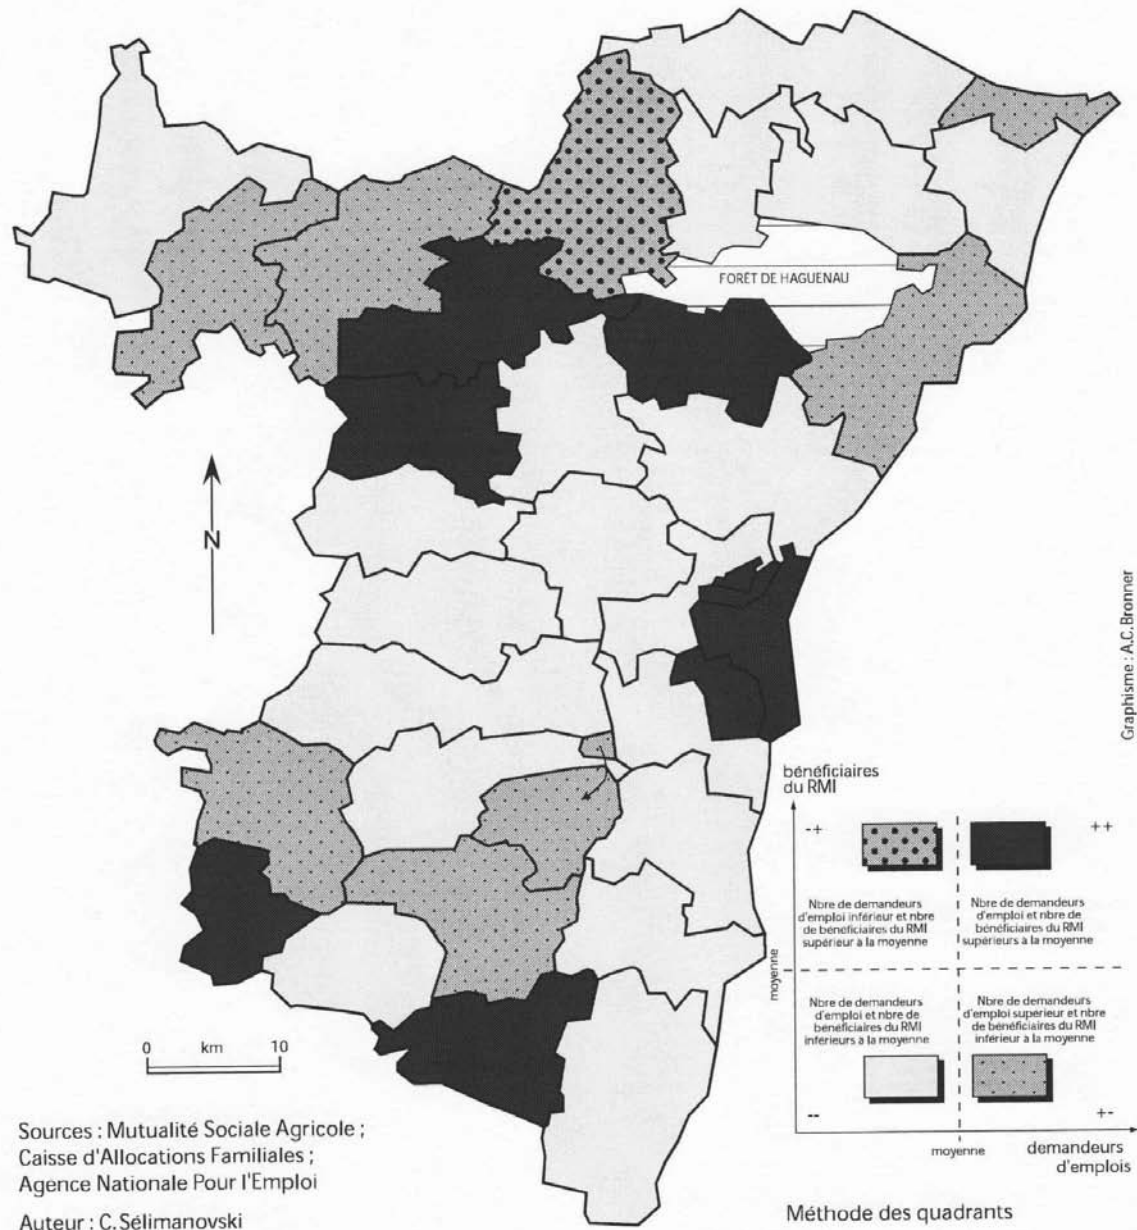 FORÊT DE HAGUENAU
N
Graphisme : A.C.Bronner
bénéficiaires
du RMI
-+
++
Nbre de demandeurs
d'emploi inférieur et nbre
de bénéficiaires du RMI
supérieur à la moyenne
Nbre de demandeurs
d'emploi et nbre de
bénéficiaires du RMI
supérieurs à la moyenne
moyenne
Nbre de demandeurs
d'emploi et nbre de
bénéficiaires du RMI
inférieurs à la moyenne
Nbre de demandeurs
d'emploi supérieur et nbre
de bénéficiaires du RMI
inférieur à la moyenne
--
+-
moyenne
demandeurs
d'emplois
0 km 10
Sources : Mutualité Sociale Agricole ;
Caisse d'Allocations Familiales ;
Agence Nationale Pour l'Emploi
Auteur : C.Sélimanovski
Méthode des quadrants